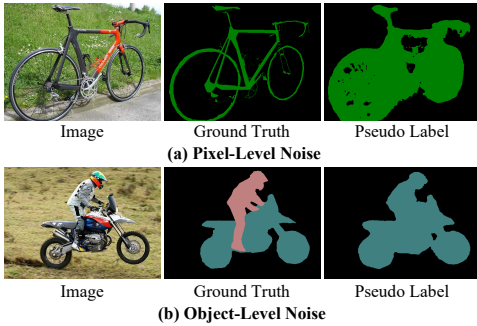 Image Ground Truth Pseudo Label
(a) Pixel-Level Noise
Image Ground Truth Pseudo Label
(b) Object-Level Noise